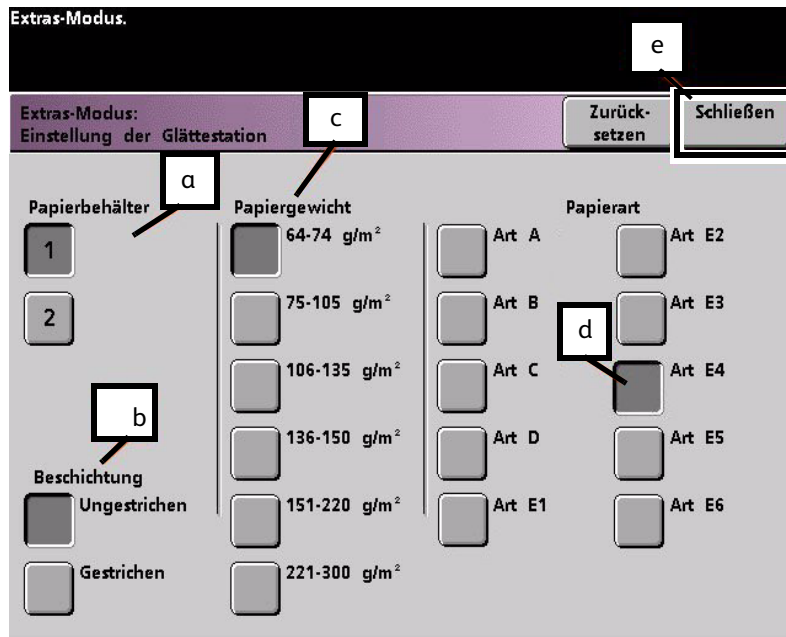 Extras-Modus.
e
Extras-Modus:
Einstellung der Glättestation
c
Zurück-
setzen
Schließen
a
Papierbehälter
1
2
b
Beschichtung
Ungestrichen
Gestrichen
Papiergewicht
64-74 g/m²
75-105 g/m²
106-135 g/m²
136-150 g/m²
151-220 g/m²
221-300 g/m²
Papierart
Art A
Art B
Art C
Art D
Art E1
d
Art E2
Art E3
Art E4
Art E5
Art E6